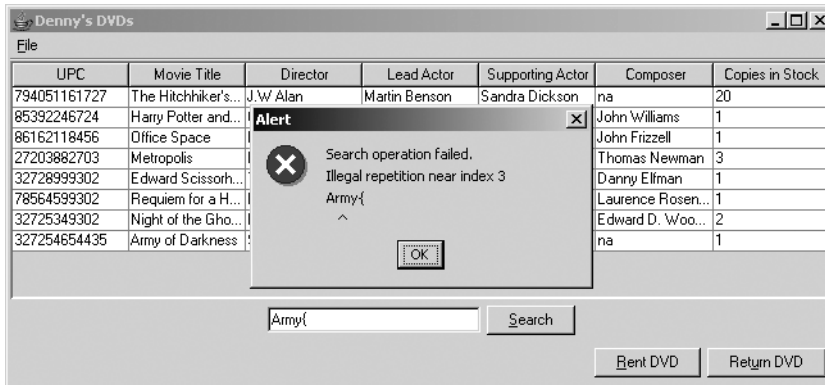 Denny's DVDs
File
UPC Movie Title Director Lead Actor Supporting Actor Composer Copies in Stock
794051161727 The Hitchhiker's... J.W Alan Martin Benson Sandra Dickson na 20
85392246724 Harry Potter and... John Williams 1
86162118456 Office Space John Frizzell 1
27203882703 Metropolis Thomas Newman 3
32728999302 Edward Scissorh... Danny Elfman 1
78564599302 Requiem for a H... Laurence Rosen... 1
32725349302 Night of the Gho... Edward D. Woo... 2
327254654435 Army of Darkness na 1
Alert
Search operation failed.
Illegal repetition near index 3
Army{
^
OK
Army{ Search
Rent DVD Return DVD